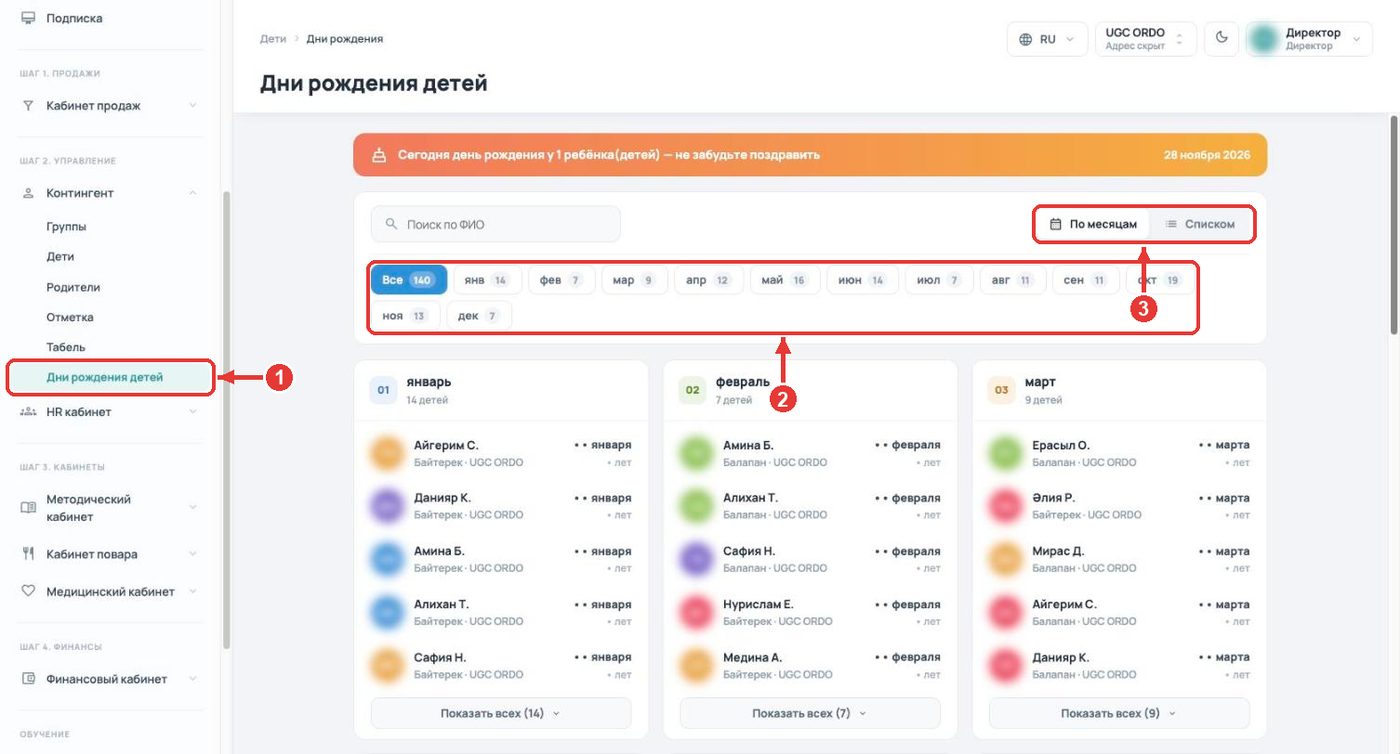 Подписка
ШАГ 1. ПРОДАЖИ
Кабинет продаж
ШАГ 2. УПРАВЛЕНИЕ
Контингент
Группы
Дети
Родители
Отметка
Табель
Дни рождения детей
HR кабинет
ШАГ 3. КАБИНЕТЫ
Методический
кабинет
Кабинет повара
Медицинский кабинет
ШАГ 4. ФИНАНСЫ
Финансовый кабинет
ОБУЧЕНИЕ
1
Дети > Дни рождения
RU
UGC ORDO
Адрес скрыт
Директор
Директор
Дни рождения детей
Сегодня день рождения у 1 ребёнка(детей) — не забудьте поздравить
28 ноября 2026
Поиск по ФИО
По месяцам
Списком
Все 140 янв 14 фев 7 мар 9 апр 12 май 16 июн 14 июл 7 авг 11 сен 11 окт 19
ноя 13 дек 7
3
2
01 январь
14 детей
Айгерим С. •• января
Байтерек · UGC ORDO • лет
Данияр К. •• января
Байтерек · UGC ORDO • лет
Амина Б. •• января
Байтерек · UGC ORDO • лет
Алихан Т. •• января
Байтерек · UGC ORDO • лет
Сафия Н. •• января
Байтерек · UGC ORDO • лет
Показать всех (14)
02 февраль
7 детей
Амина Б. •• февраля
Балапан · UGC ORDO • лет
Алихан Т. •• февраля
Балапан · UGC ORDO • лет
Сафия Н. •• февраля
Балапан · UGC ORDO • лет
Нурислам Е. •• февраля
Байтерек · UGC ORDO • лет
Медина А. •• февраля
Байтерек · UGC ORDO • лет
Показать всех (7)
03 март
9 детей
Ерасыл О. •• марта
Балапан · UGC ORDO • лет
Әлия Р. •• марта
Байтерек · UGC ORDO • лет
Мирас Д. •• марта
Балапан · UGC ORDO • лет
Айгерим С. •• марта
Балапан · UGC ORDO • лет
Данияр К. •• марта
Балапан · UGC ORDO • лет
Показать всех (9)